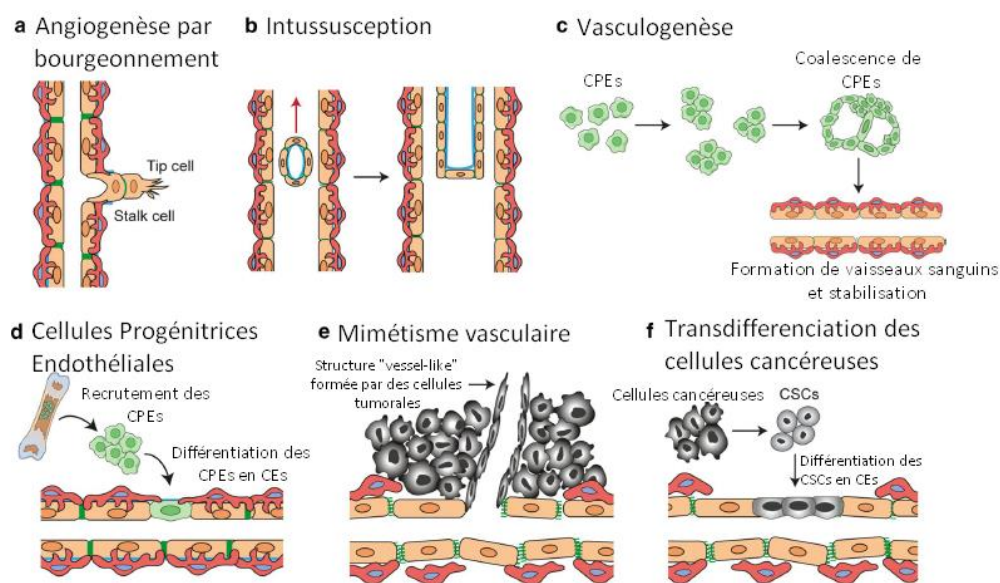 a Angiogenèse par
bourgeonnement
Tip cell
Stalk cell
b Intussusception
c Vasculogenèse
CPEs
Coalescence de
CPEs
Formation de vaisseaux sanguins
et stabilisation
d Cellules Progénitrices
Endothéliales
Recrutement des
CPEs
Différentiation des
CPEs en CEs
e Mimétisme vasculaire
Structure "vessel-like"
formée par des cellules
tumorales
f Transdifferenciation des
cellules cancéreuses
Cellules cancéreuses
CSCs
Différentiation des
CSCs en CEs